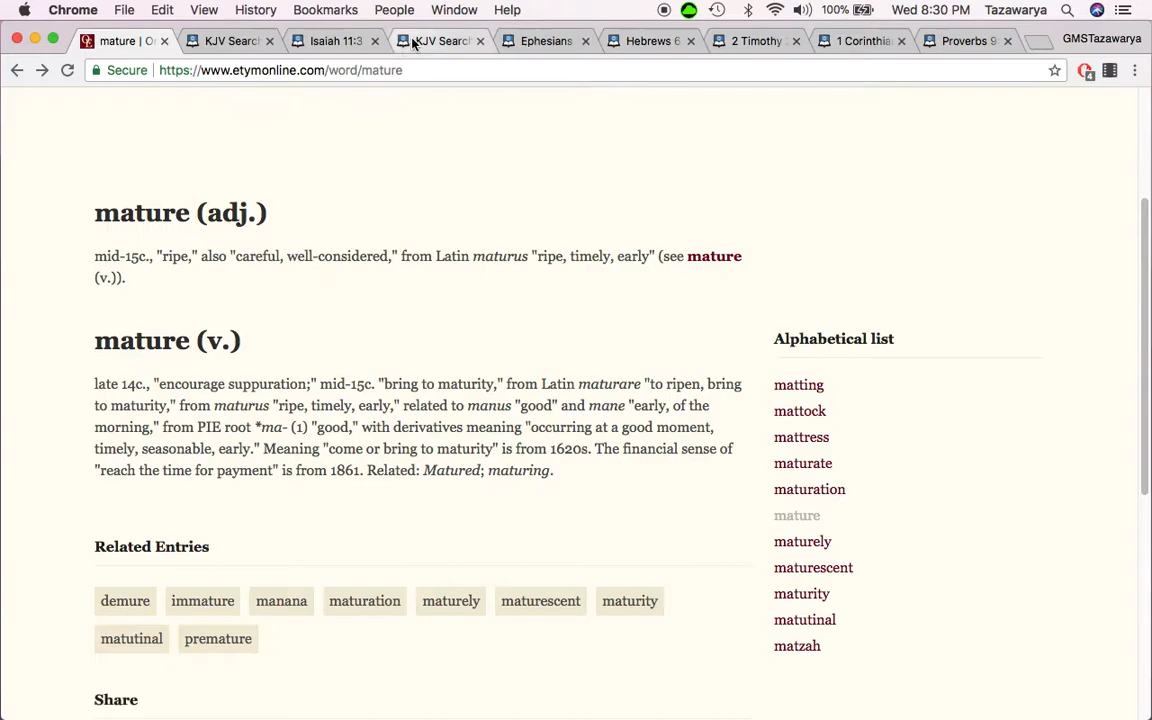 Chrome File Edit View History Bookmarks People Window Help 100% Wed 8:30 PM Tazawarya
mature | O KJV Search Isaiah 11:3 KJV Search Ephesians Hebrews 6 2 Timothy 1 Corinthia Proverbs 9 GMSTazawarya
Secure https://www.etymonline.com/word/mature 4
mature (adj.)
mid-15c., "ripe," also "careful, well-considered," from Latin maturus "ripe, timely, early" (see mature
(v.)).
mature (v.)
late 14c., "encourage suppuration;" mid-15c. "bring to maturity," from Latin maturare "to ripen, bring
to maturity," from maturus "ripe, timely, early," related to manus "good" and mane "early, of the
morning," from PIE root *ma- (1) "good," with derivatives meaning "occurring at a good moment,
timely, seasonable, early." Meaning "come or bring to maturity" is from 1620s. The financial sense of
"reach the time for payment" is from 1861. Related: Matured; maturing.
Related Entries
demure immature manana maturation maturely maturescent maturity
matutinal premature
Share
Alphabetical list
matting
mattock
mattress
maturate
maturation
mature
maturely
maturescent
maturity
matutinal
matzah